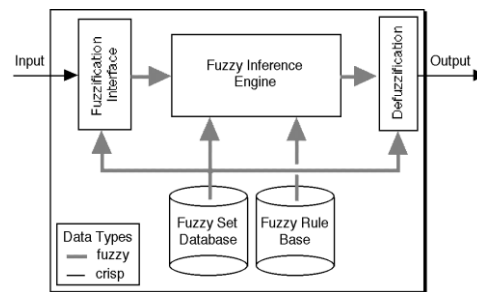 Input
Fuzzification
Interface
Fuzzy Inference
Engine
Defuzzification
Output
Fuzzy Set
Database
Fuzzy Rule
Base
Data Types
fuzzy
crisp